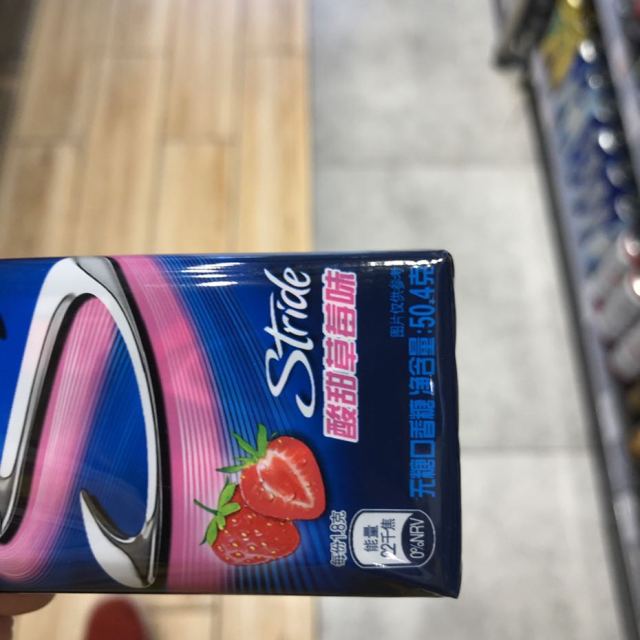 Stride
酸甜草莓味
图片仅供参考
无糖口香糖 净含量:50.4克
每份1.8克
能量
22千焦
0%NRV